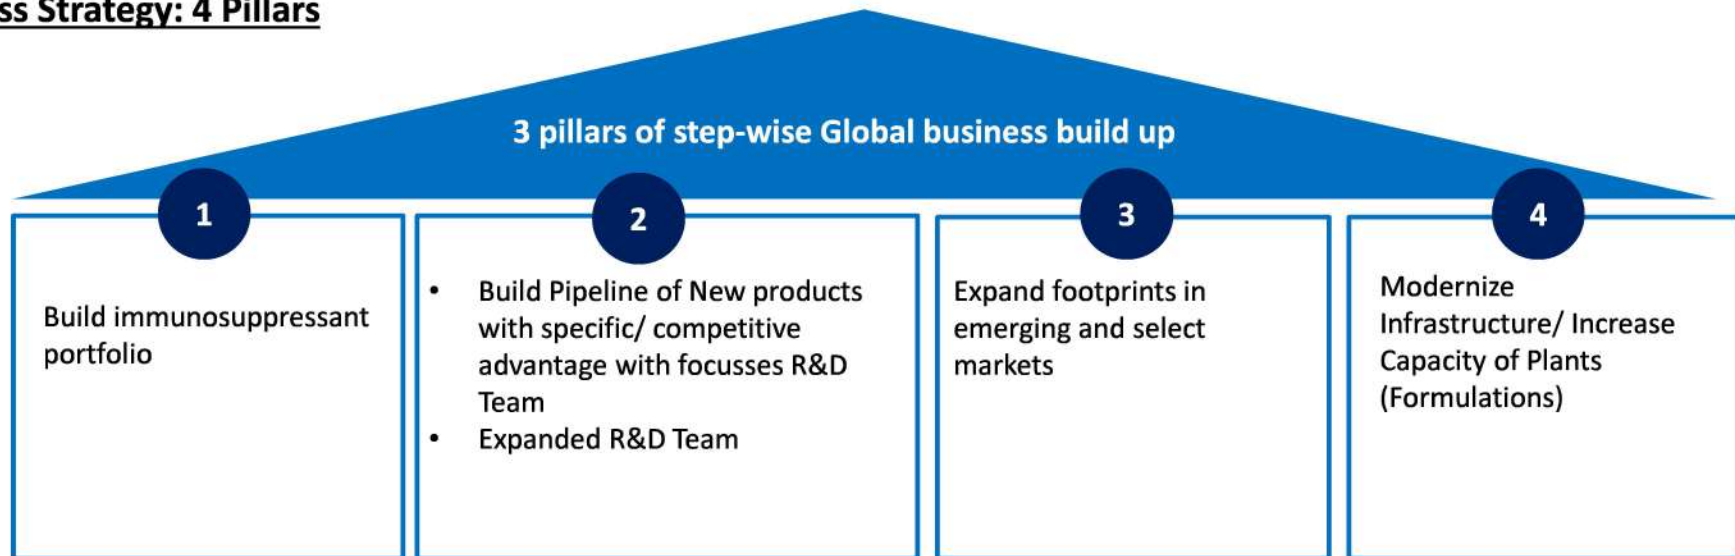 ss Strategy: 4 Pillars
3 pillars of step-wise Global business build up
1
Build immunosuppressant
portfolio
2
• Build Pipeline of New products
with specific/ competitive
advantage with focusses R&D
Team
• Expanded R&D Team
3
Expand footprints in
emerging and select
markets
4
Modernize
Infrastructure/ Increase
Capacity of Plants
(Formulations)